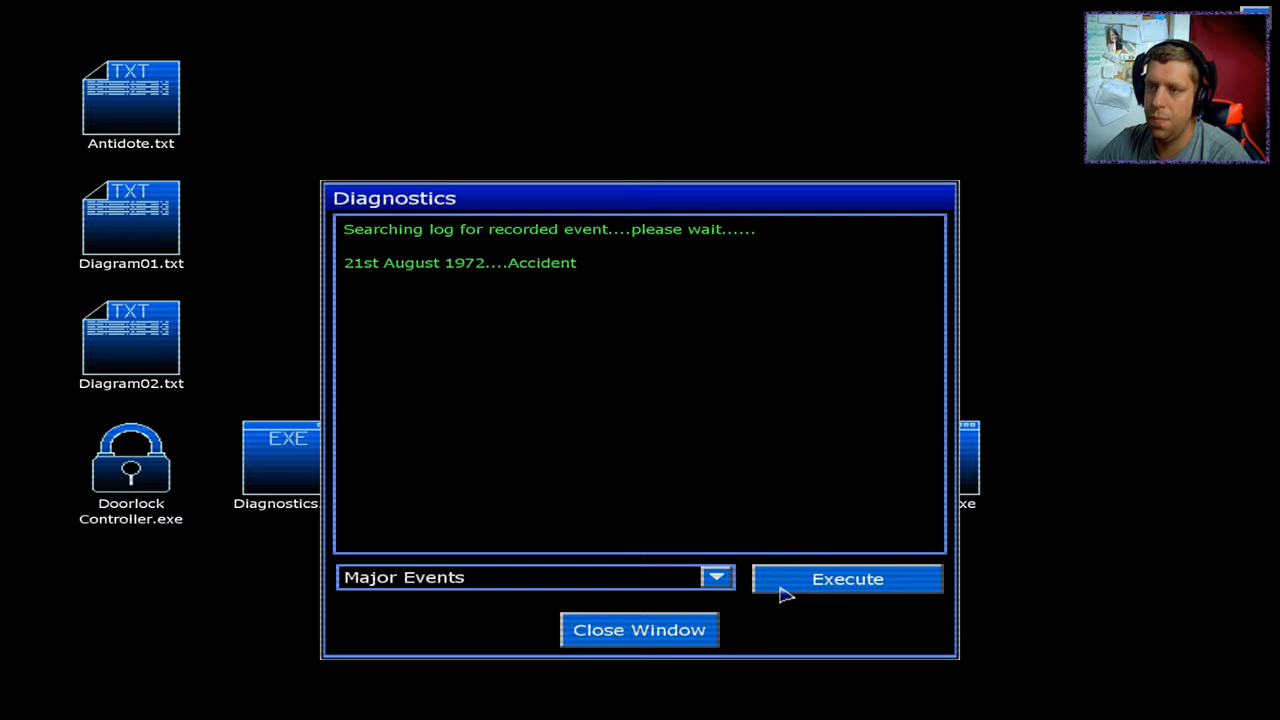 TXT
Antidote.txt
TXT
Diagram01.txt
TXT
Diagram02.txt
Doorlock
Controller.exe
EXE
Diagnostics.
xe
Diagnostics
Searching log for recorded event....please wait......
21st August 1972....Accident
Major Events
Execute
Close Window